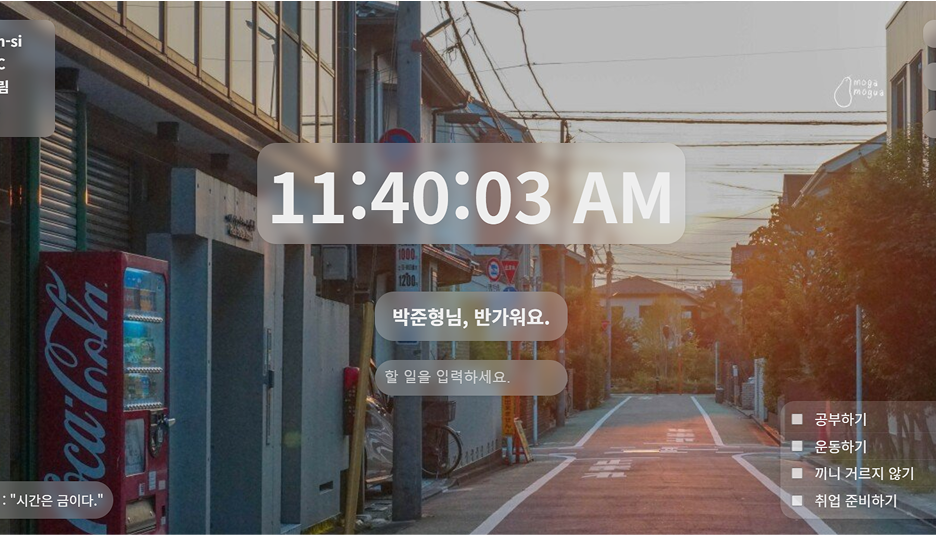 n-si
C
림
moga
mogua
11:40:03 AM
1000
1200
박준형님, 반가워요.
할 일을 입력하세요.
Coca-Cola
공부하기
운동하기
끼니 거르지 않기
취업 준비하기
: "시간은 금이다."